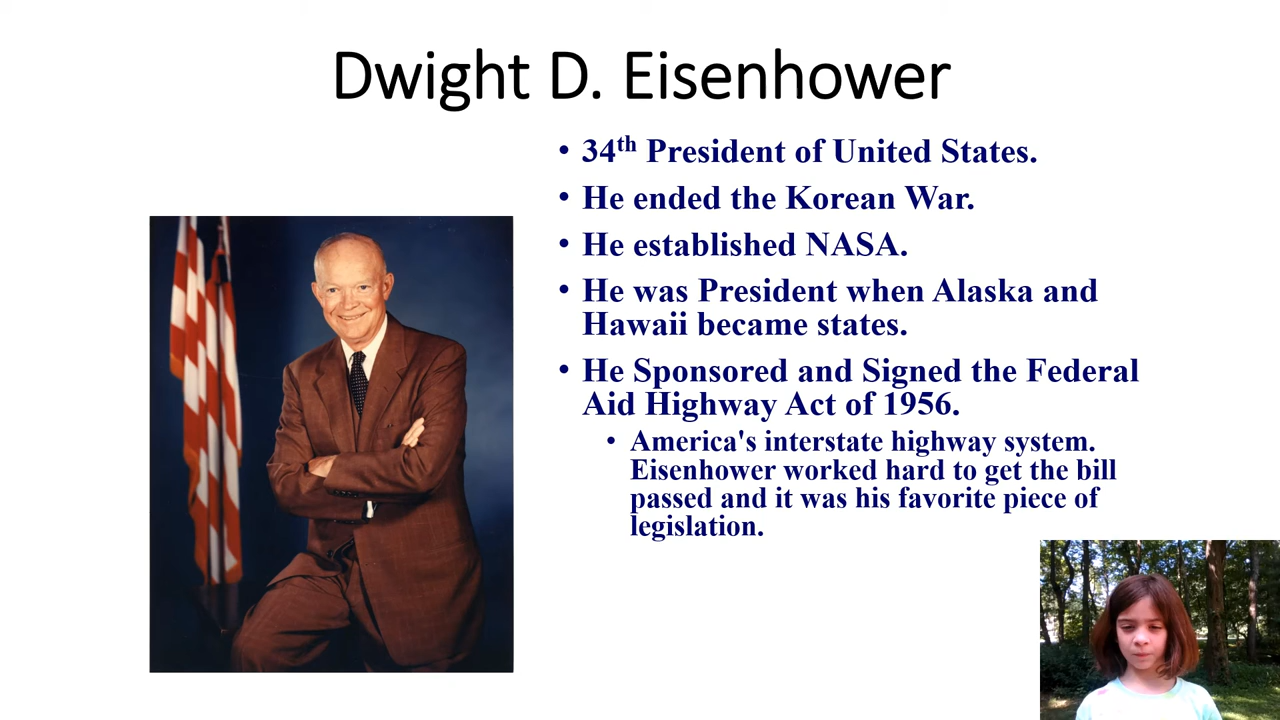 Dwight D. Eisenhower
• 34th President of United States.
• He ended the Korean War.
• He established NASA.
• He was President when Alaska and
Hawaii became states.
• He Sponsored and Signed the Federal
Aid Highway Act of 1956.
• America's interstate highway system.
Eisenhower worked hard to get the bill
passed and it was his favorite piece of
legislation.